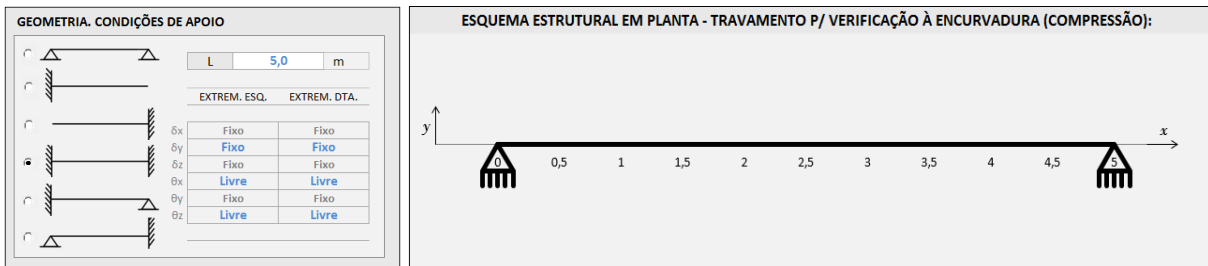 GEOMETRIA. CONDIÇÕES DE APOIO
L 5,0 m
EXTREM. ESQ. EXTREM. DTA.
δx Fixo Fixo
δy Fixo Fixo
δz Fixo Fixo
θx Livre Livre
θy Fixo Fixo
θz Livre Livre
ESQUEMA ESTRUTURAL EM PLANTA - TRAVAMENTO P/ VERIFICAÇÃO À ENCURVADURA (COMPRESSÃO):
y x
0 0,5 1 1,5 2 2,5 3 3,5 4 4,5 5